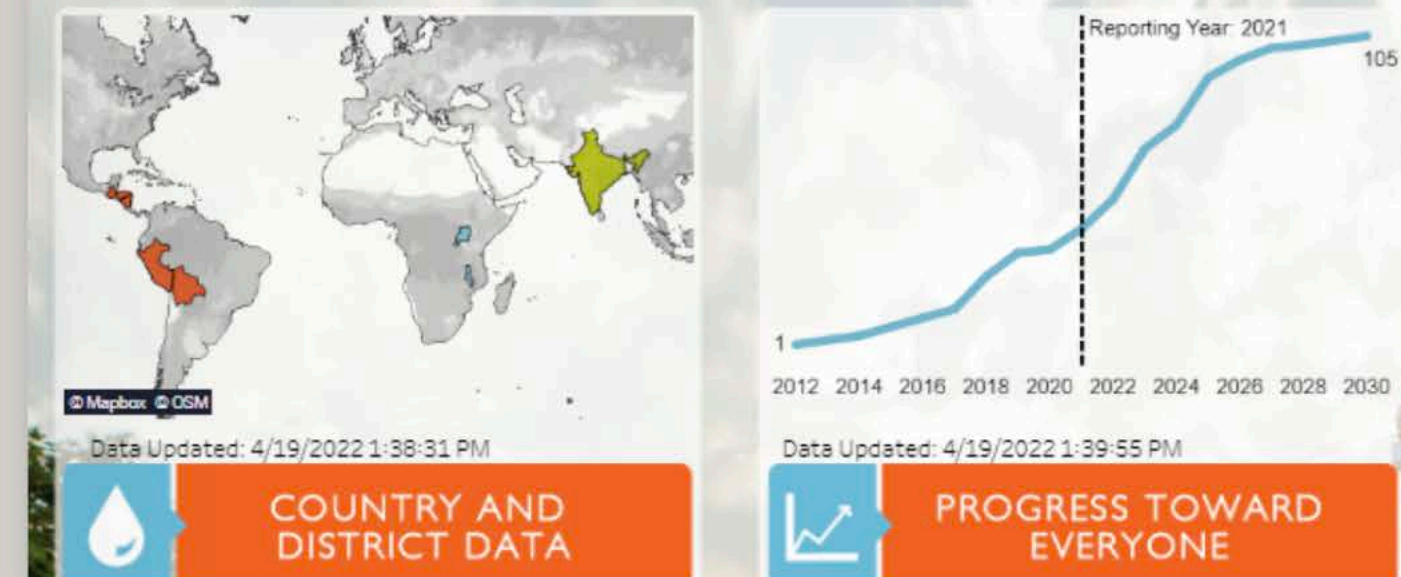 © Mapbox © OSM
Data Updated: 4/19/2022 1:38:31 PM
COUNTRY AND
DISTRICT DATA
Reporting Year: 2021
105
1
2012 2014 2016 2018 2020 2022 2024 2026 2028 2030
Data Updated: 4/19/2022 1:39:55 PM
PROGRESS TOWARD
EVERYONE